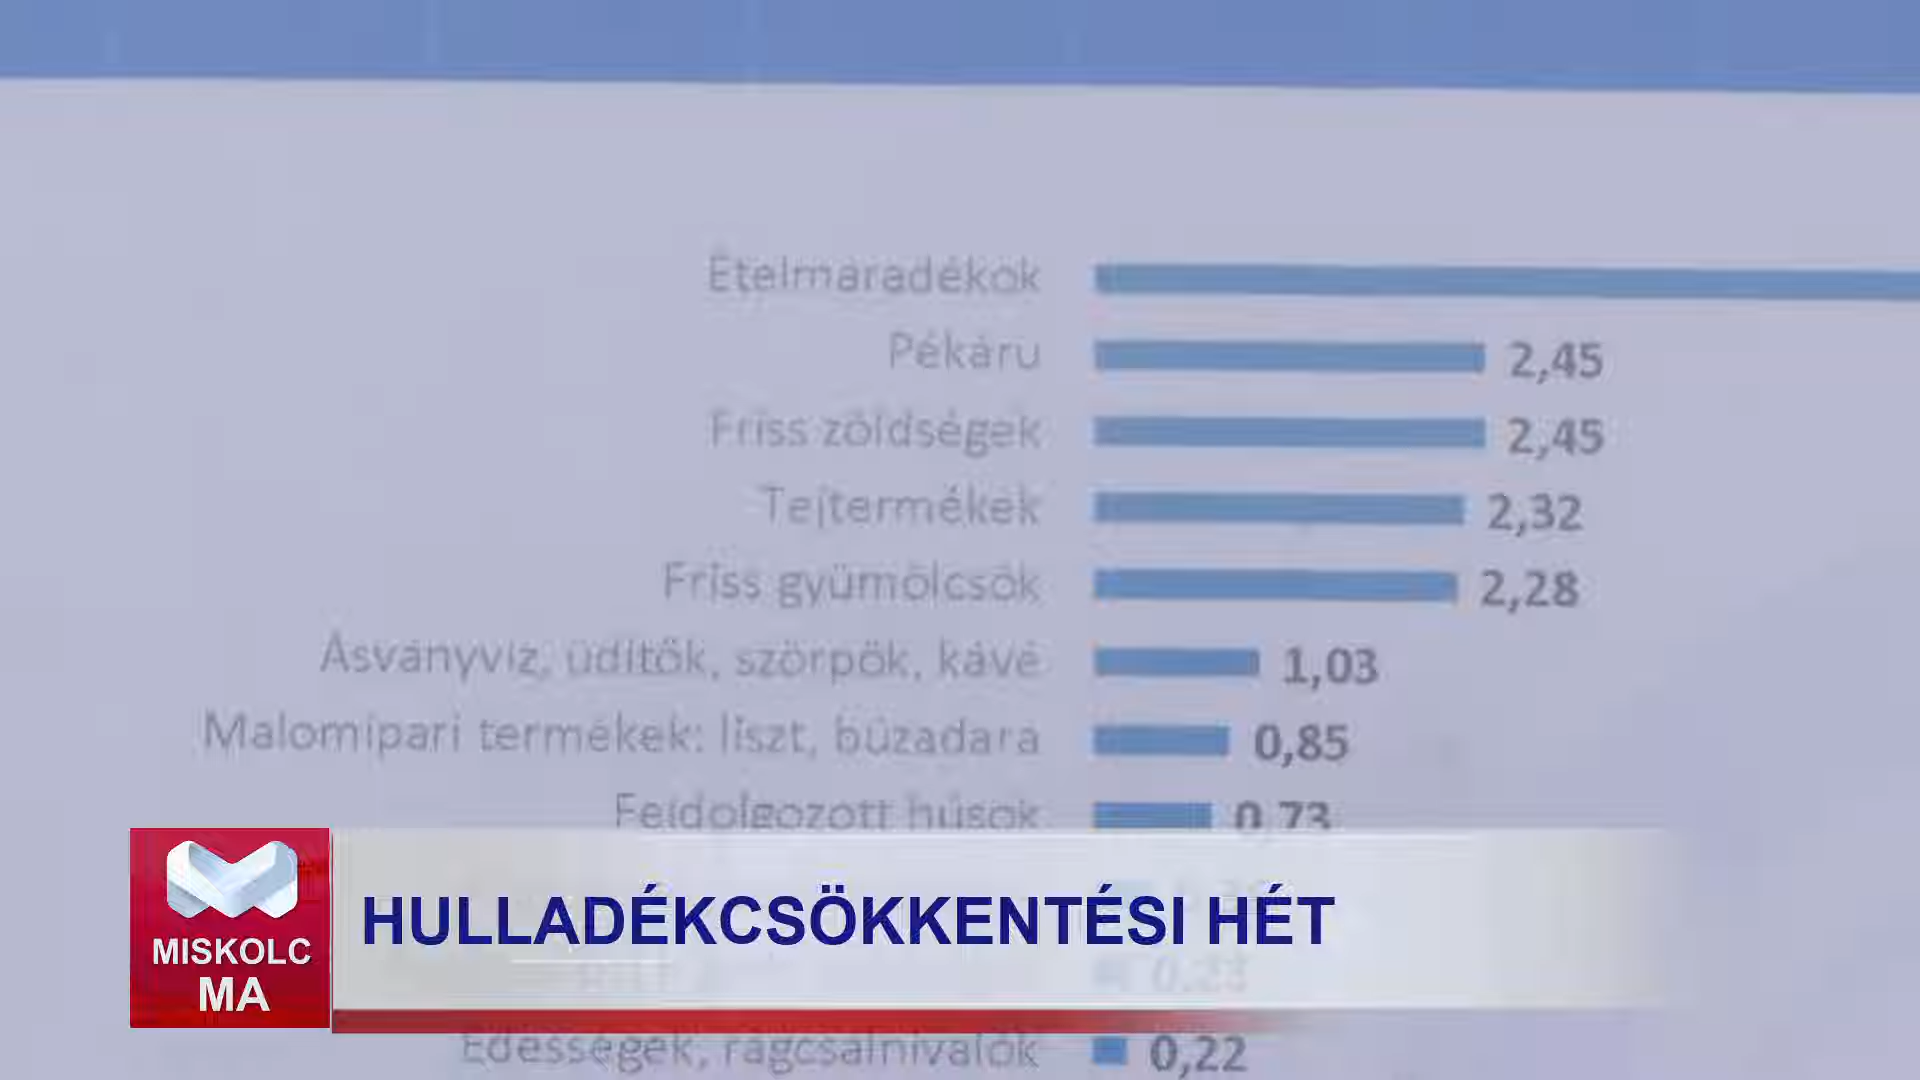 Ételmaradékok
Pékáru 2,45
Friss zöldségek 2,45
Tejtermékek 2,32
Friss gyümölcsök 2,28
Ásványvíz, üdítők, szörpök, kávé 1,03
Malomipari termékek: liszt, búzadara 0,85
Feldolgozott húsok 0,73
MISKOLC
MA
HULLADÉKCSÖKKENTÉSI HÉT
0,23
Édességek, rágcsálnivalók 0,22